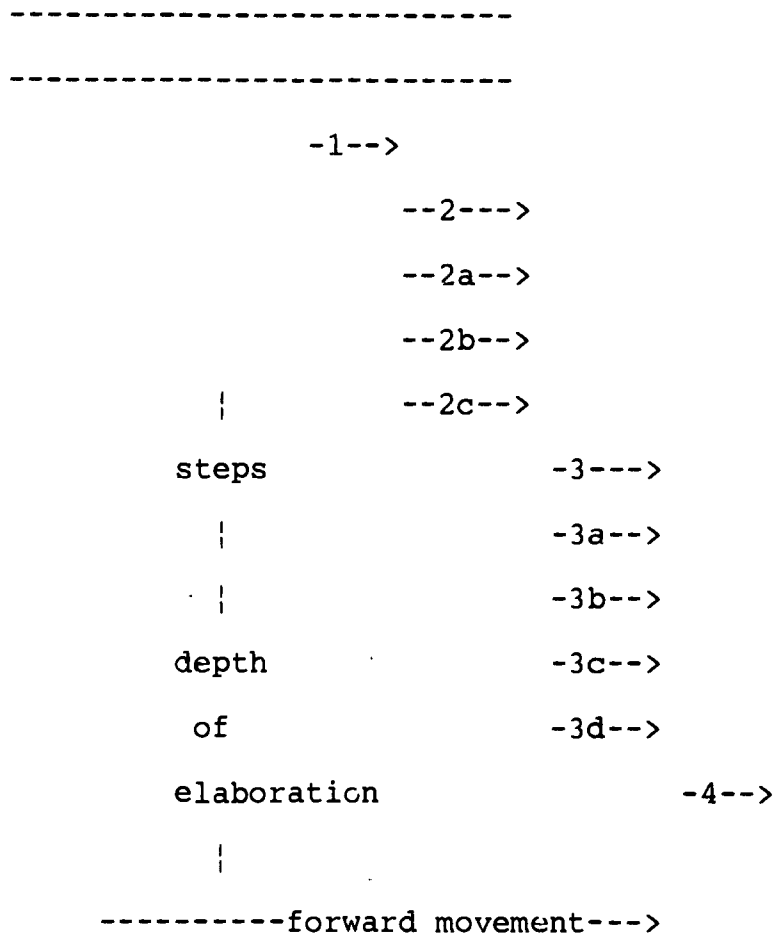 ---------------------------
---------------------------
-1-->
--2--->
--2a-->
--2b-->
¦ --2c-->
steps -3--->
¦ -3a-->
¦ -3b-->
depth -3c-->
of -3d-->
elaboration -4-->
¦
----------forward movement--->